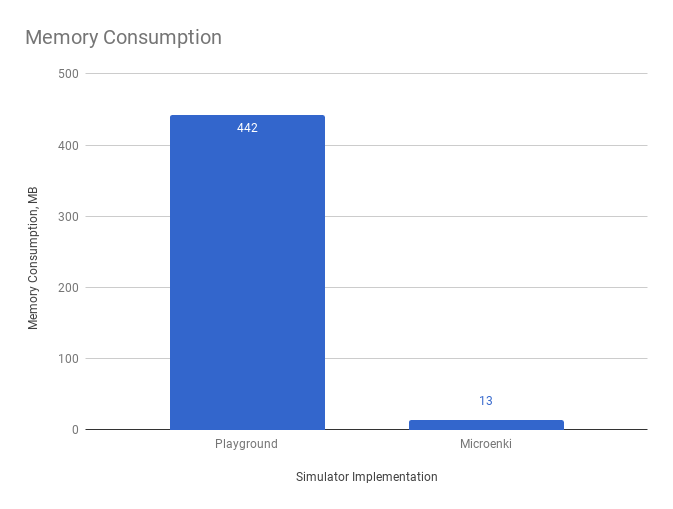 Memory Consumption
500
400
300
200
100
0
Memory Consumption, MB
442
13
Playground
Microenki
Simulator Implementation